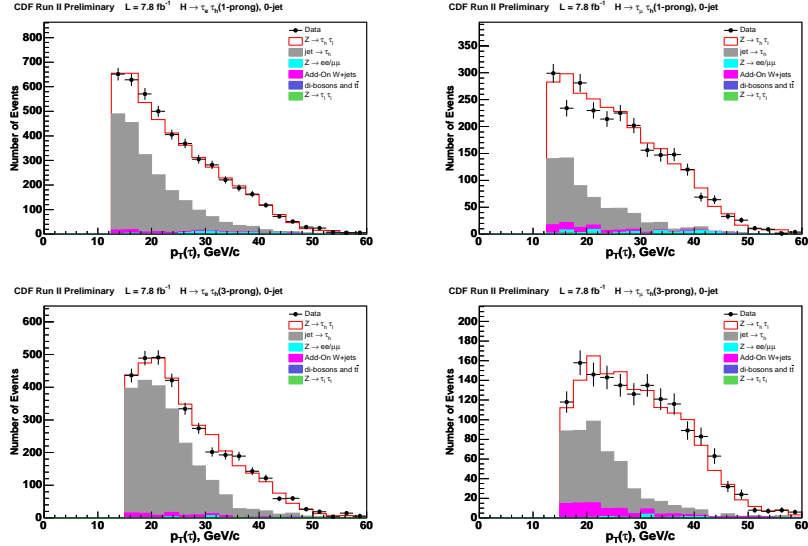 CDF Run II Preliminary L = 7.8 fb⁻¹ H → τₑ τₕ(1-prong), 0-jet
Number of Events
800
700
600
500
400
300
200
100
0
0 10 20 30 40 50 60
p_T(τ), GeV/c
Data
Z → τₕ τₗ
jet → τₕ
Z → ee/μμ
Add-On W+jets
di-bosons and tt̄
Z → τₗ τₗ
CDF Run II Preliminary L = 7.8 fb⁻¹ H → τ_μ τₕ(1-prong), 0-jet
Number of Events
350
300
250
200
150
100
50
0
0 10 20 30 40 50 60
p_T(τ), GeV/c
Data
Z → τₕ τₗ
jet → τₕ
Z → ee/μμ
Add-On W+jets
di-bosons and tt̄
Z → τₗ τₗ
CDF Run II Preliminary L = 7.8 fb⁻¹ H → τₑ τₕ(3-prong), 0-jet
Number of Events
600
500
400
300
200
100
0
0 10 20 30 40 50 60
p_T(τ), GeV/c
Data
Z → τₕ τₗ
jet → τₕ
Z → ee/μμ
Add-On W+jets
di-bosons and tt̄
Z → τₗ τₗ
CDF Run II Preliminary L = 7.8 fb⁻¹ H → τ_μ τₕ(3-prong), 0-jet
Number of Events
200
180
160
140
120
100
80
60
40
20
0
0 10 20 30 40 50 60
p_T(τ), GeV/c
Data
Z → τₕ τₗ
jet → τₕ
Z → ee/μμ
Add-On W+jets
di-bosons and tt̄
Z → τₗ τₗ